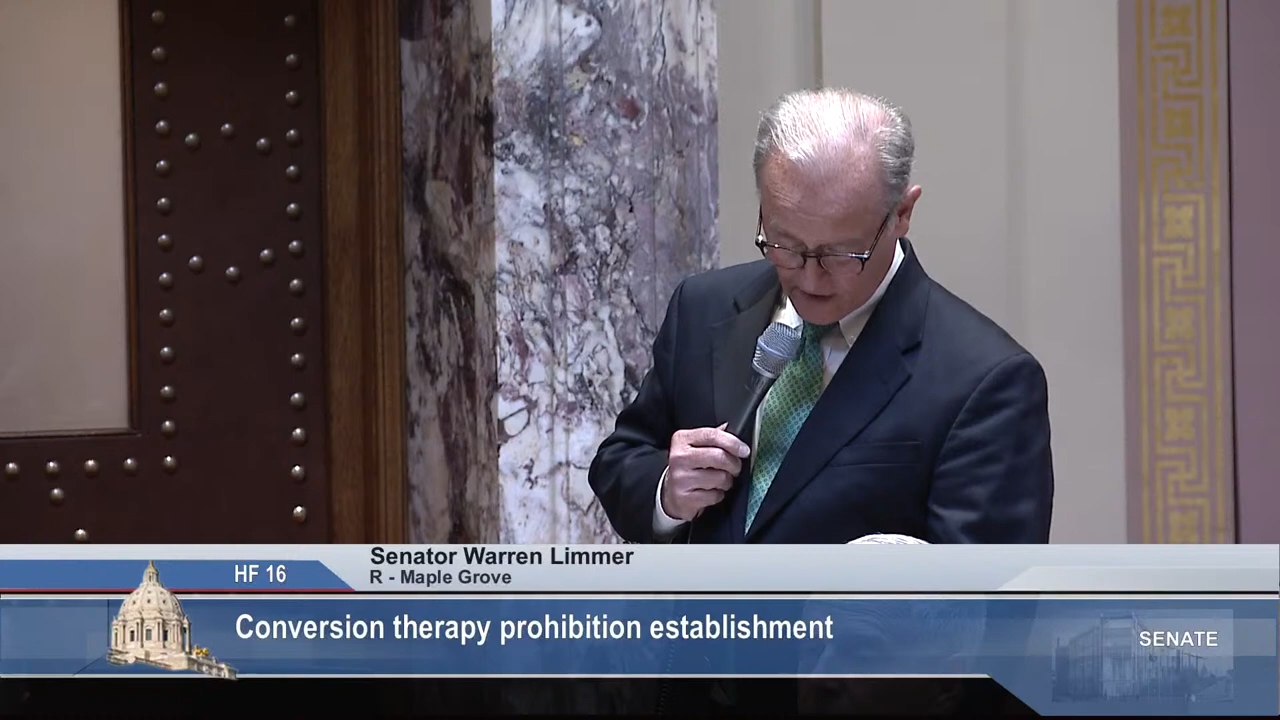 Senator Warren Limmer
HF 16
R - Maple Grove
Conversion therapy prohibition establishment
SENATE